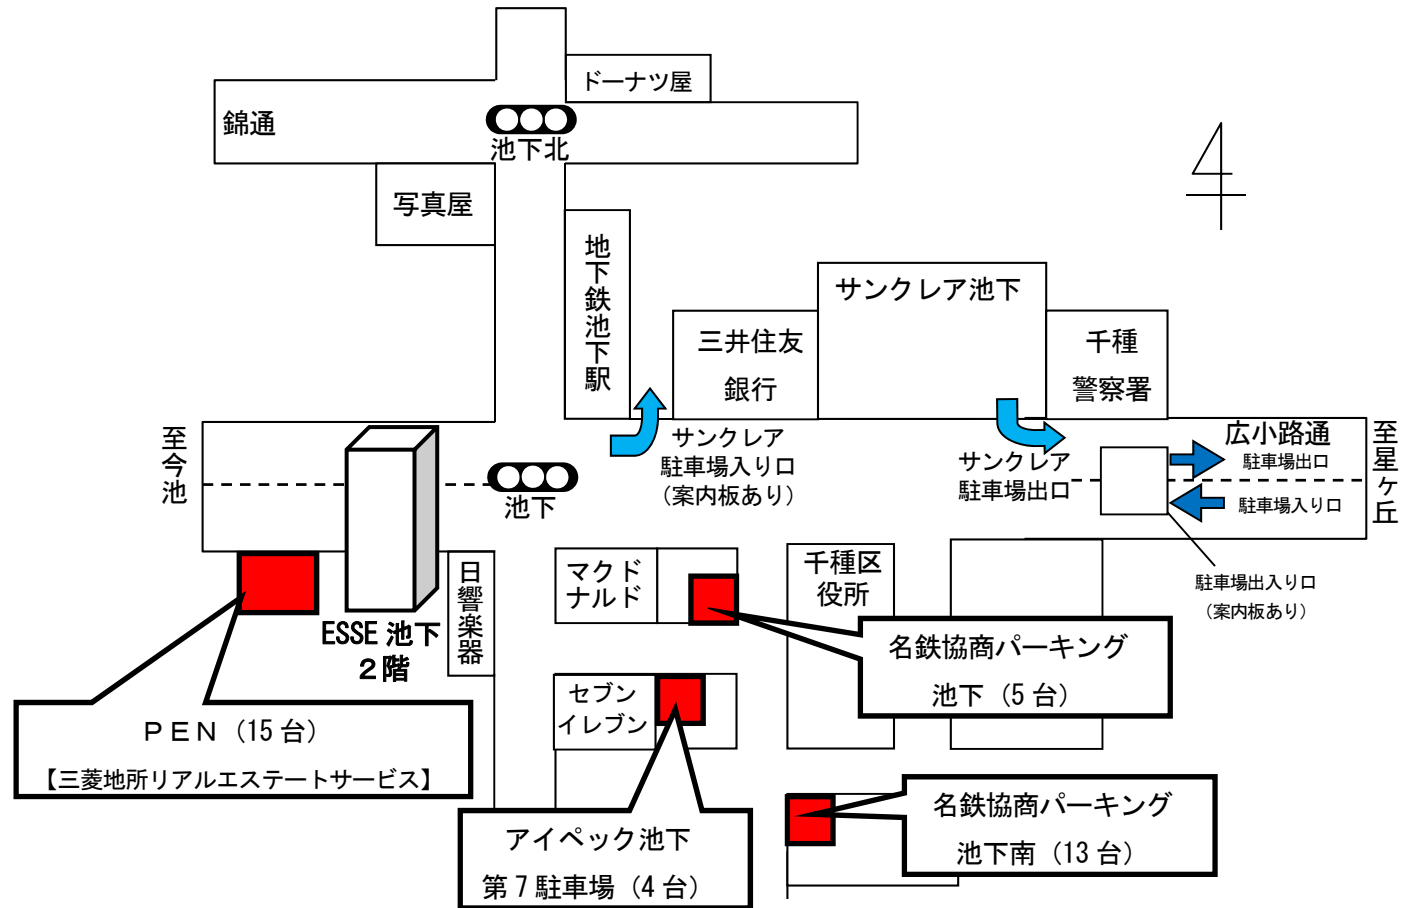 ドーナツ屋
錦通
池下北
写真屋
地下鉄池下駅
サンクレア池下
三井住友
銀行
千種
警察署
至今池
池下
サンクレア
駐車場入り口
（案内板あり）
サンクレア
駐車場出口
広小路通
駐車場出口
駐車場入り口
至星ヶ丘
駐車場出入り口
（案内板あり）
ESSE 池下
２階
日響楽器
マクド
ナルド
千種区
役所
名鉄協商パーキング
池下（5 台）
セブン
イレブン
ＰＥＮ（15 台）
【三菱地所リアルエステートサービス】
アイペック池下
第 7 駐車場（4 台）
名鉄協商パーキング
池下南（13 台）